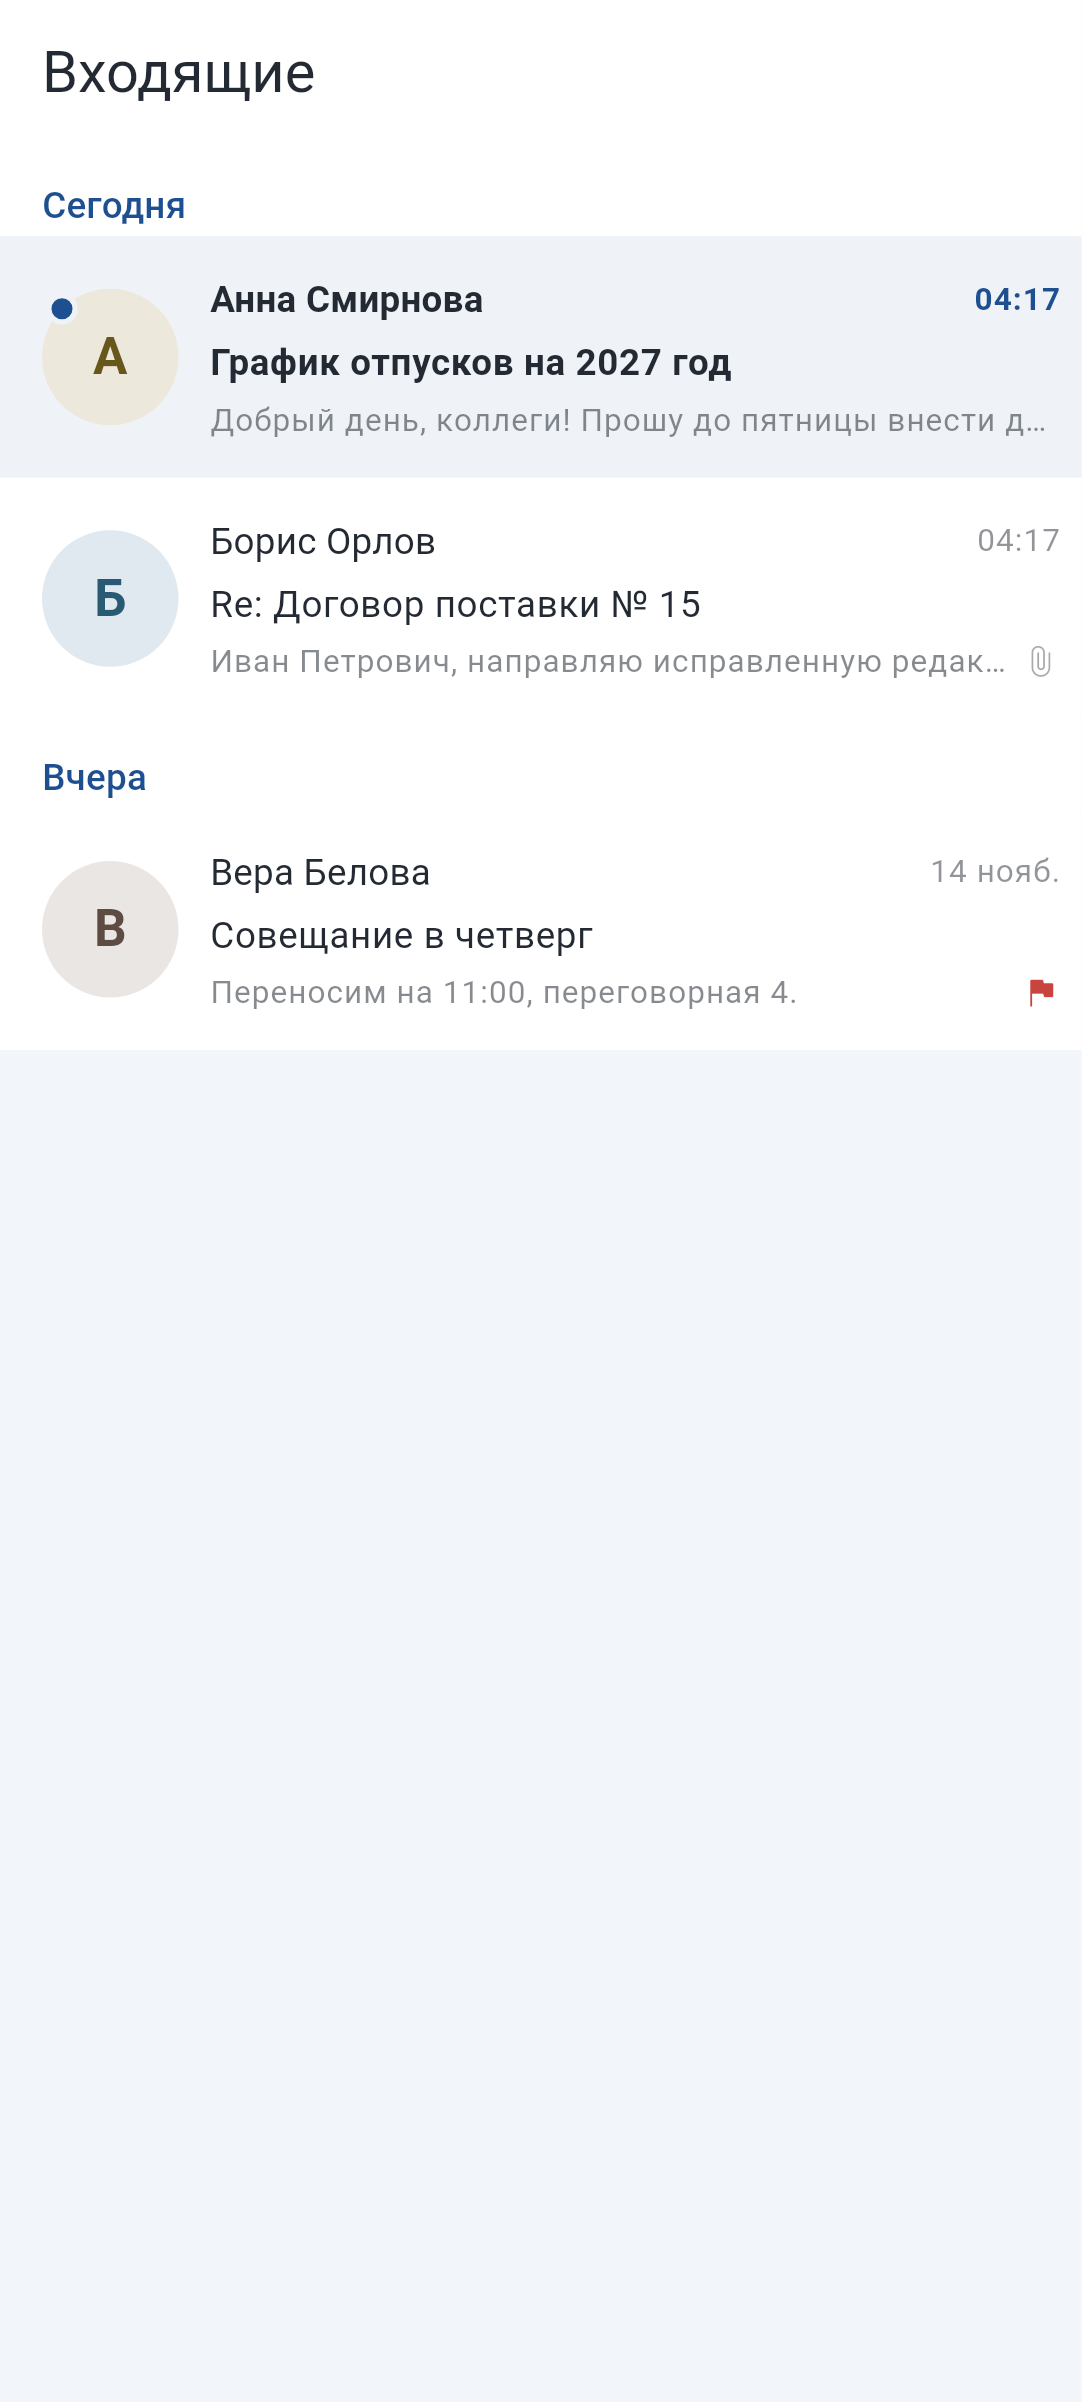 Входящие
Сегодня
А
Анна Смирнова 04:17
График отпусков на 2027 год
Добрый день, коллеги! Прошу до пятницы внести д…
Б
Борис Орлов 04:17
Re: Договор поставки № 15
Иван Петрович, направляю исправленную редак…
Вчера
В
Вера Белова 14 нояб.
Совещание в четверг
Переносим на 11:00, переговорная 4.